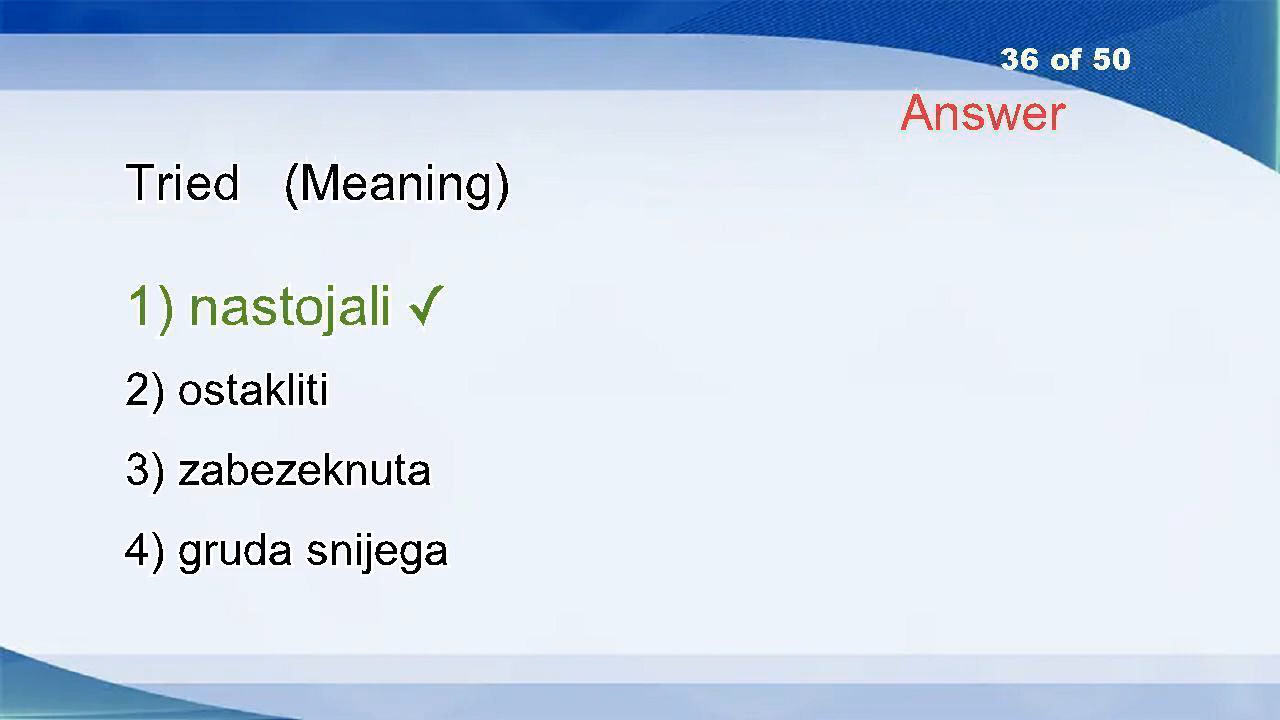 36 of 50
Answer
Tried (Meaning)
1) nastojali ✓
2) ostakliti
3) zabezeknuta
4) gruda snijega